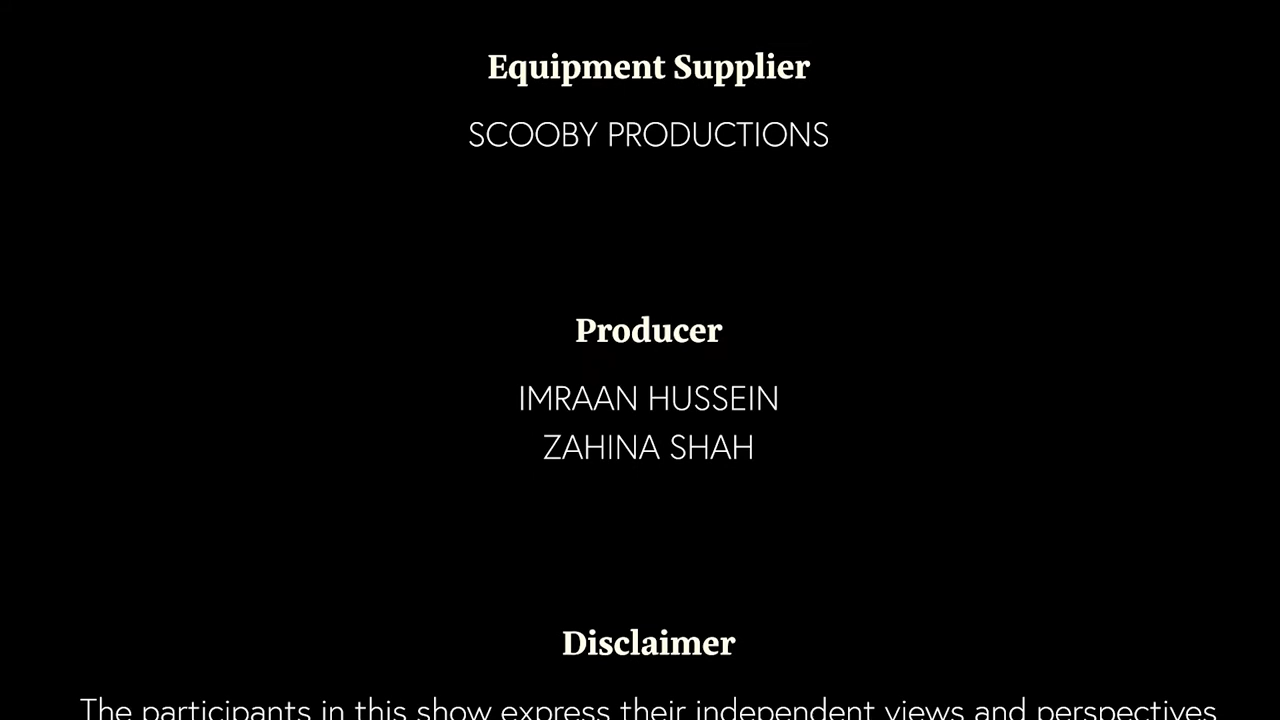 Equipment Supplier
SCOOBY PRODUCTIONS
Producer
IMRAAN HUSSEIN
ZAHINA SHAH
Disclaimer
The participants in this show express their independent views and perspectives